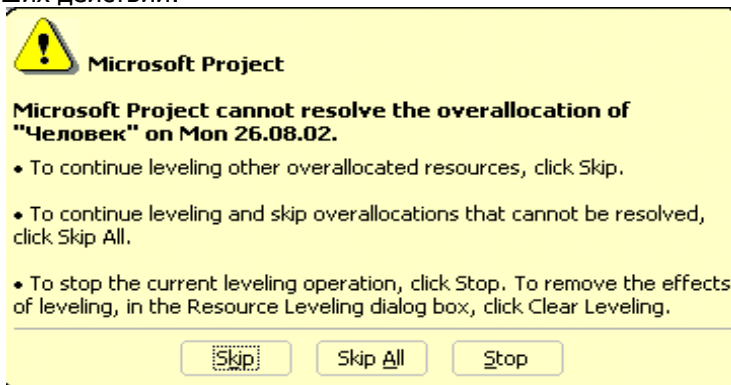 ших действий.
Microsoft Project
Microsoft Project cannot resolve the overallocation of
"Человек" on Mon 26.08.02.
• To continue leveling other overallocated resources, click Skip.
• To continue leveling and skip overallocations that cannot be resolved,
click Skip All.
• To stop the current leveling operation, click Stop. To remove the effects
of leveling, in the Resource Leveling dialog box, click Clear Leveling.
Skip Skip All Stop